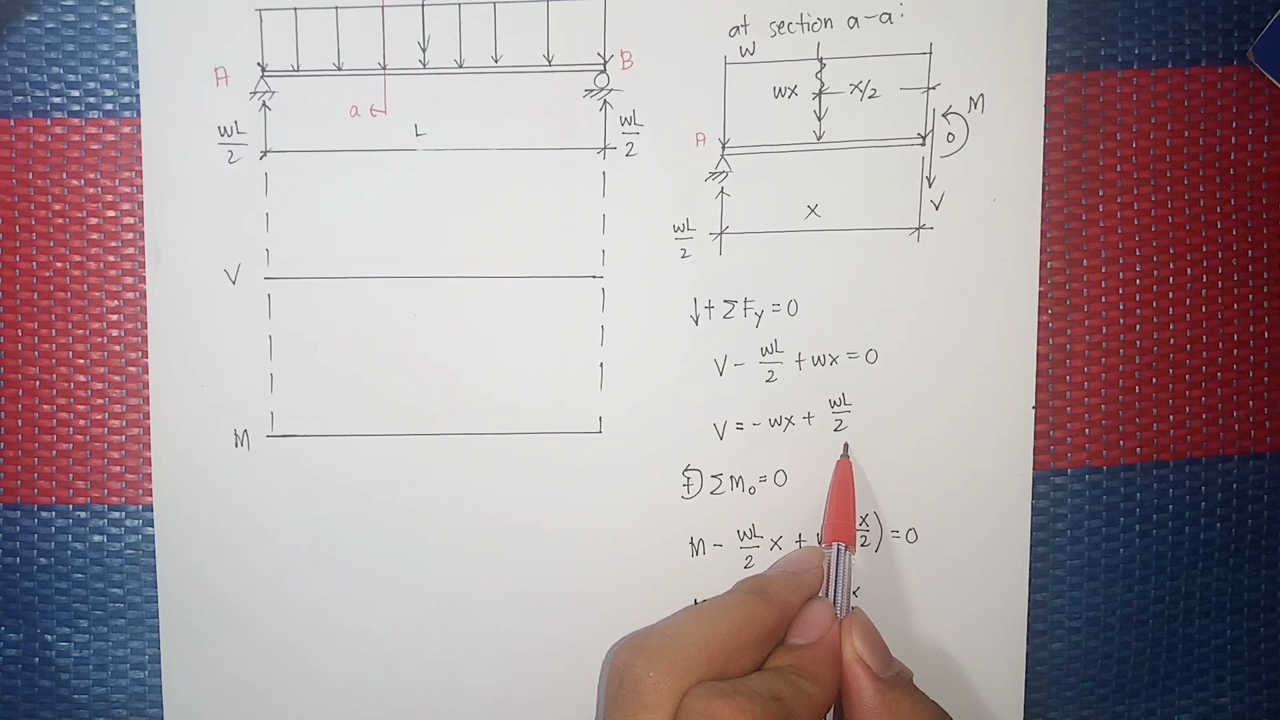 A
B
a
wL/2
L
wL/2
V
M
at section a-a:
w
wx
x/2
M
A
o
V
x
wL/2
↓+ ΣFy = 0
V - wL/2 + wx = 0
V = -wx + wL/2
+ ΣMo = 0
M - wL/2 x + x/2) = 0